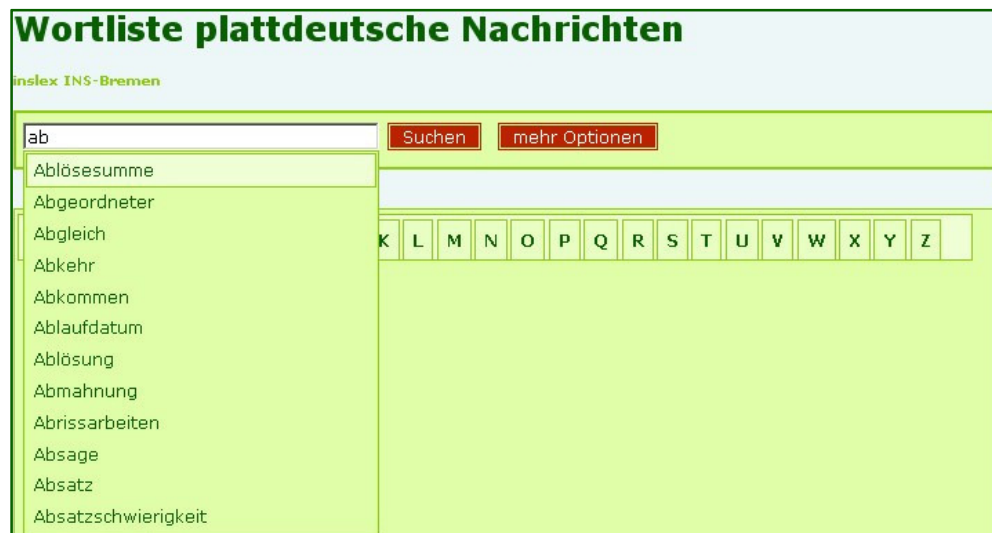 Wortliste plattdeutsche Nachrichten
inslex INS-Bremen
ab Suchen mehr Optionen
Ablösesumme
Abgeordneter
Abgleich
K L M N O P Q R S T U V W X Y Z
Abkehr
Abkommen
Ablaufdatum
Ablösung
Abmahnung
Abrissarbeiten
Absage
Absatz
Absatzschwierigkeit